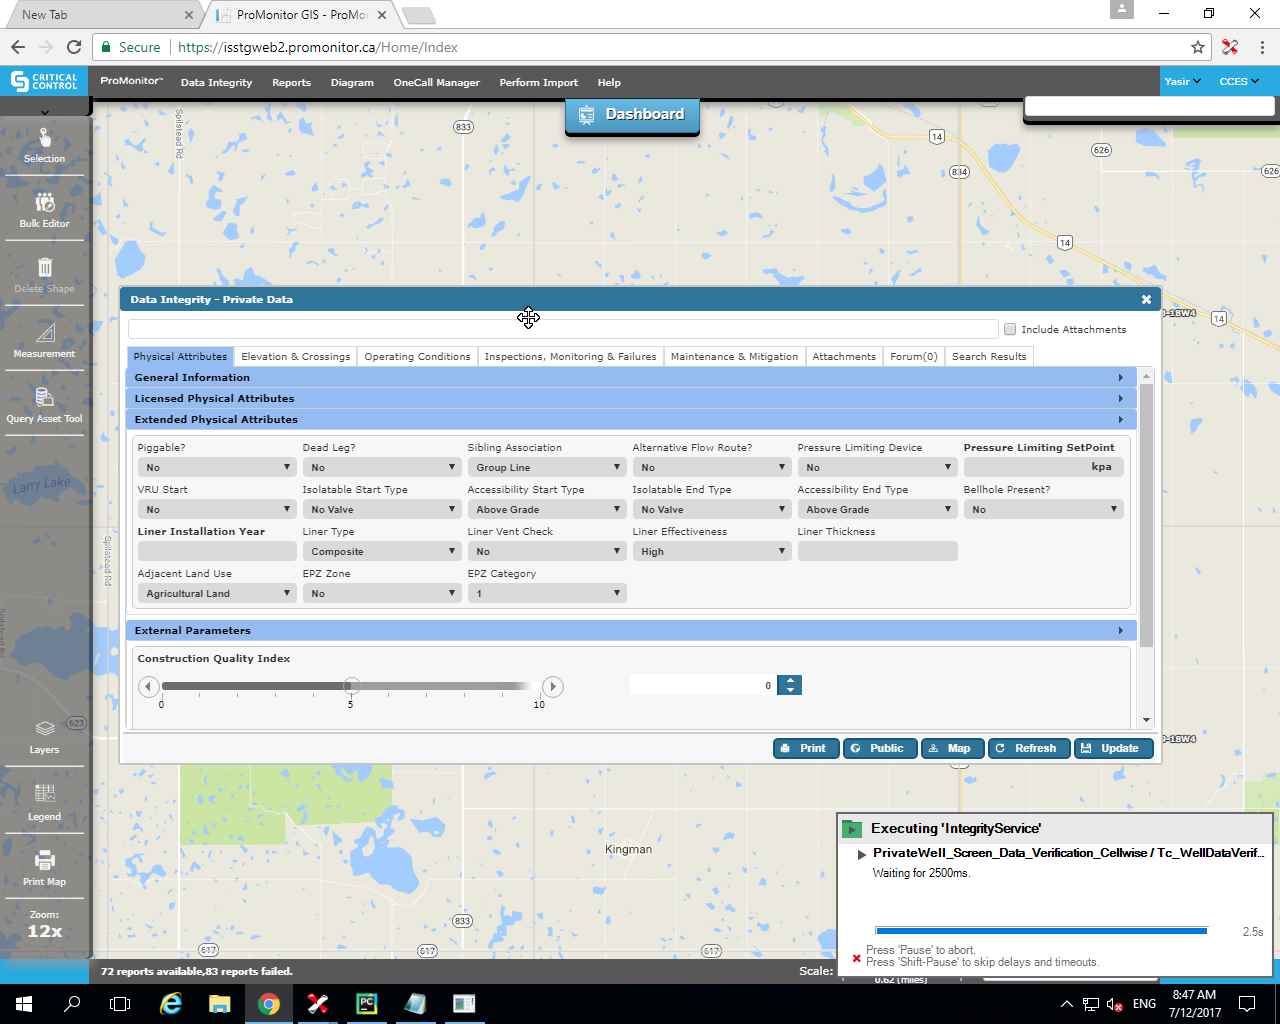 New Tab
ProMonitor GIS - ProMo
Secure
https://isstgweb2.promonitor.ca/Home/Index
CRITICAL CONTROL
ProMonitor™ Data Integrity Reports Diagram OneCall Manager Perform Import Help
Yasir CCES
Dashboard
Selection
Bulk Editor
Delete Shape
Measurement
Query Asset Tool
Layers
Legend
Print Map
Zoom:
12x
Spilstead Rd
833
14
626
834
626
14
14
Larry Lake
Spilstead Rd
623
Data Integrity - Private Data
Include Attachments
Physical Attributes Elevation & Crossings Operating Conditions Inspections, Monitoring & Failures Maintenance & Mitigation Attachments Forum(0) Search Results
General Information
Licensed Physical Attributes
Extended Physical Attributes
Piggable? Dead Leg? Sibling Association Alternative Flow Route? Pressure Limiting Device Pressure Limiting SetPoint
No No Group Line No No kpa
VRU Start Isolatable Start Type Accessibility Start Type Isolatable End Type Accessibility End Type Bellhole Present?
No No Valve Above Grade No Valve Above Grade No
Liner Installation Year Liner Type Liner Vent Check Liner Effectiveness Liner Thickness
Composite No High
Adjacent Land Use EPZ Zone EPZ Category
Agricultural Land No 1
External Parameters
Construction Quality Index
0
0 5 10
Print Public Map Refresh Update
Kingman
833
617
617
617
72 reports available,83 reports failed.
Scale:
0.62 [miles]
Executing 'IntegrityService'
PrivateWell_Screen_Data_Verification_Cellwise / Tc_WellDataVerif...
Waiting for 2500ms.
2.5s
Press 'Pause' to abort.
Press 'Shift-Pause' to skip delays and timeouts.
ENG
8:47 AM
7/12/2017